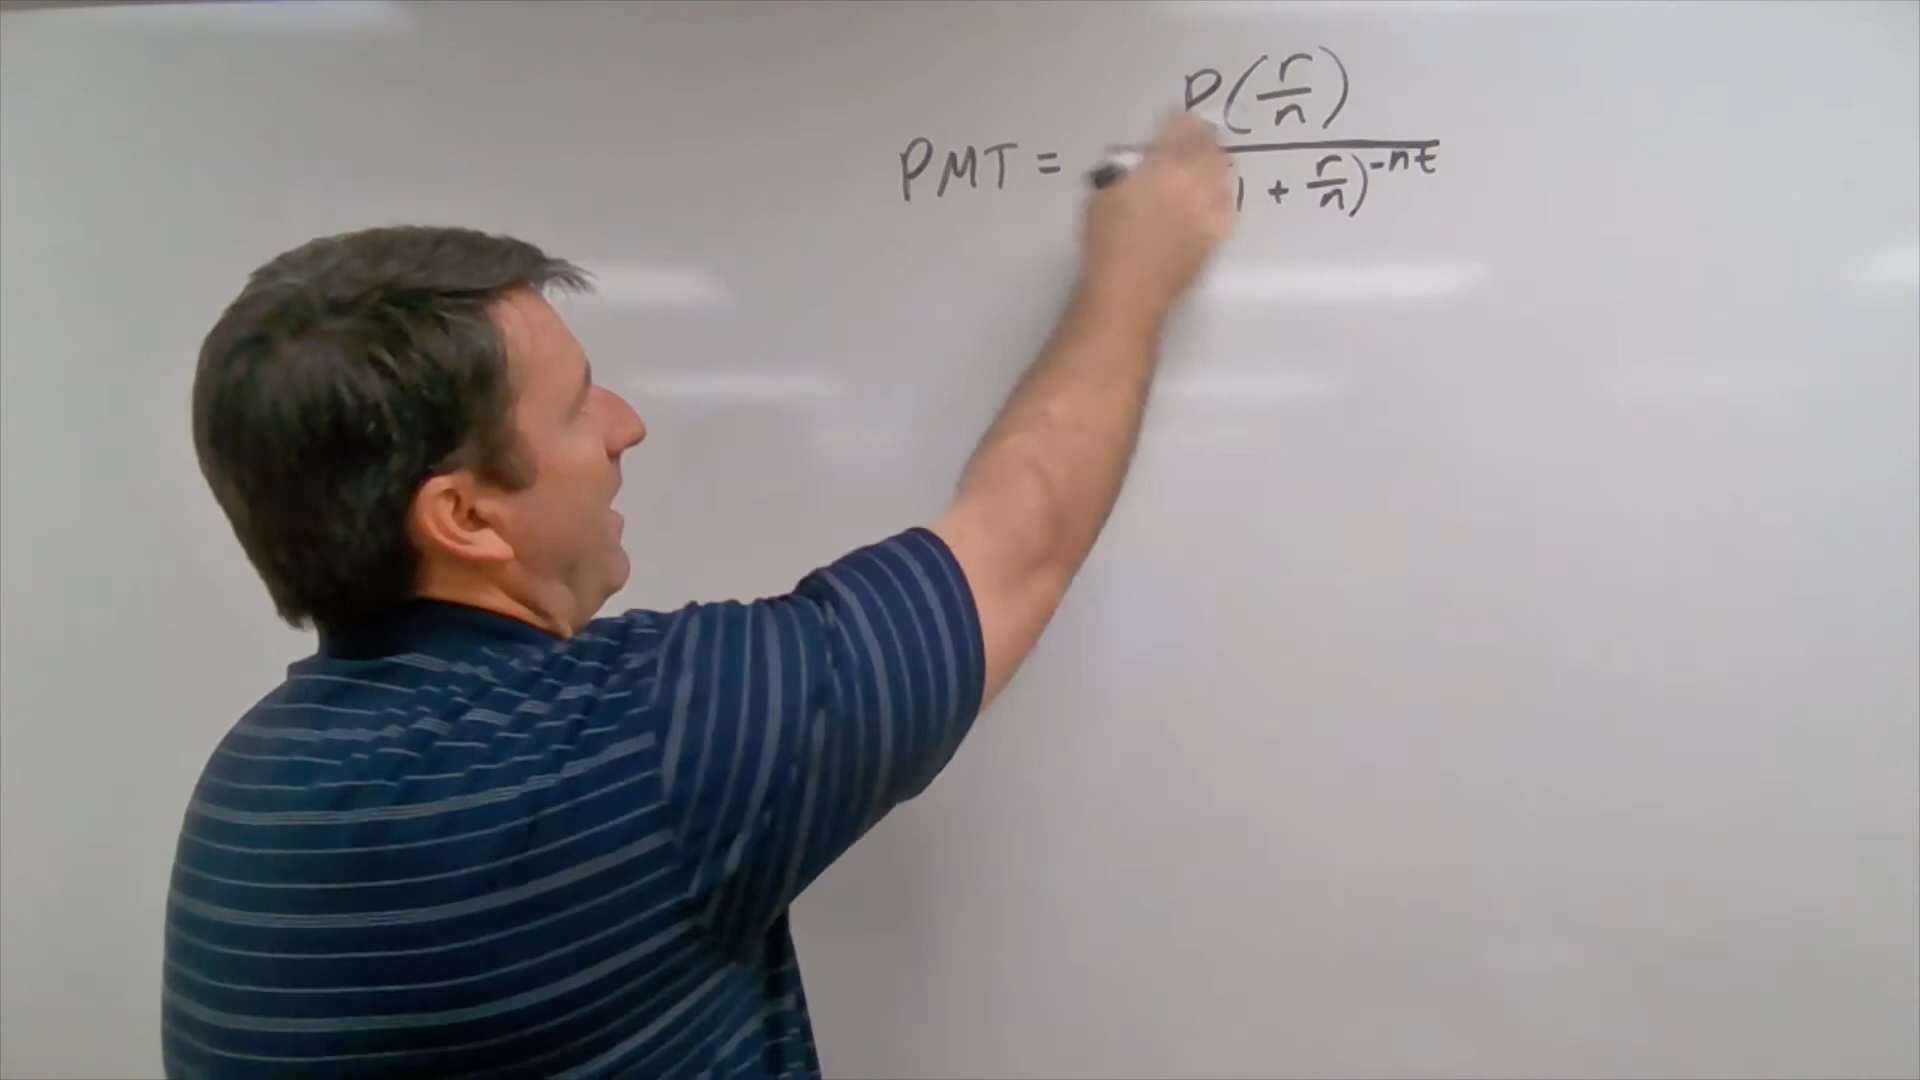 P(r/n)
PMT =
1 + r/n)^-nt